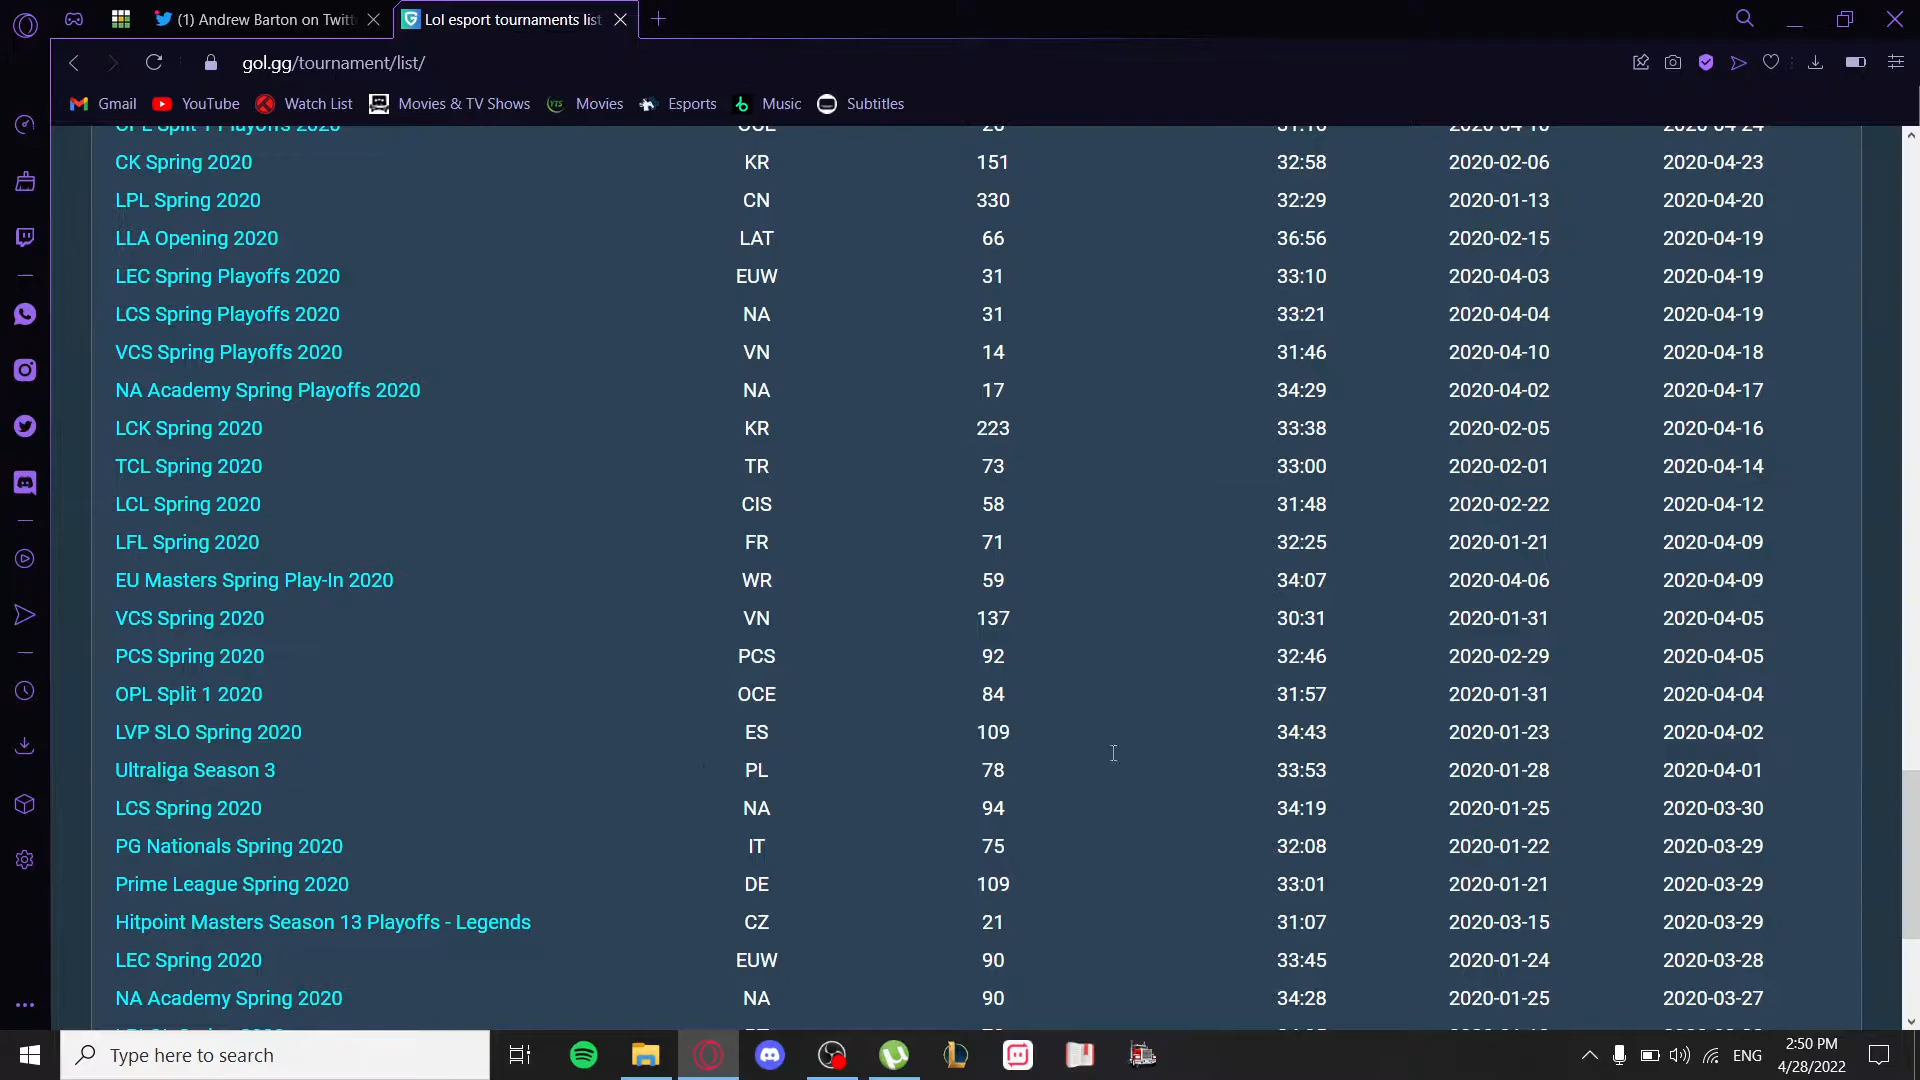 (1) Andrew Barton on Twitt
Lol esport tournaments list
gol.gg/tournament/list/
Gmail YouTube Watch List Movies & TV Shows Movies Esports Music Subtitles
OPL Split 1 Playoffs 2020 OCE
CK Spring 2020 KR 151 32:58 2020-02-06 2020-04-23
LPL Spring 2020 CN 330 32:29 2020-01-13 2020-04-20
LLA Opening 2020 LAT 66 36:56 2020-02-15 2020-04-19
LEC Spring Playoffs 2020 EUW 31 33:10 2020-04-03 2020-04-19
LCS Spring Playoffs 2020 NA 31 33:21 2020-04-04 2020-04-19
VCS Spring Playoffs 2020 VN 14 31:46 2020-04-10 2020-04-18
NA Academy Spring Playoffs 2020 NA 17 34:29 2020-04-02 2020-04-17
LCK Spring 2020 KR 223 33:38 2020-02-05 2020-04-16
TCL Spring 2020 TR 73 33:00 2020-02-01 2020-04-14
LCL Spring 2020 CIS 58 31:48 2020-02-22 2020-04-12
LFL Spring 2020 FR 71 32:25 2020-01-21 2020-04-09
EU Masters Spring Play-In 2020 WR 59 34:07 2020-04-06 2020-04-09
VCS Spring 2020 VN 137 30:31 2020-01-31 2020-04-05
PCS Spring 2020 PCS 92 32:46 2020-02-29 2020-04-05
OPL Split 1 2020 OCE 84 31:57 2020-01-31 2020-04-04
LVP SLO Spring 2020 ES 109 34:43 2020-01-23 2020-04-02
Ultraliga Season 3 PL 78 33:53 2020-01-28 2020-04-01
LCS Spring 2020 NA 94 34:19 2020-01-25 2020-03-30
PG Nationals Spring 2020 IT 75 32:08 2020-01-22 2020-03-29
Prime League Spring 2020 DE 109 33:01 2020-01-21 2020-03-29
Hitpoint Masters Season 13 Playoffs - Legends CZ 21 31:07 2020-03-15 2020-03-29
LEC Spring 2020 EUW 90 33:45 2020-01-24 2020-03-28
NA Academy Spring 2020 NA 90 34:28 2020-01-25 2020-03-27
Type here to search
ENG
2:50 PM
4/28/2022